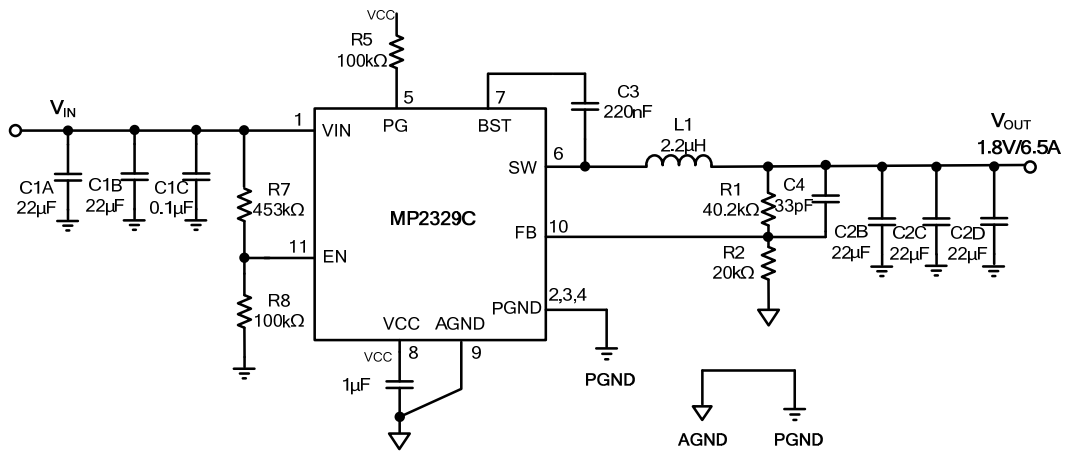 VCC
R5
100kΩ
5
7
C3
220nF
VIN
1
VIN
PG
BST
L1
2.2μH
VOUT
1.8V/6.5A
6
SW
C1A
22μF
C1B
22μF
C1C
0.1μF
R7
453kΩ
MP2329C
R1
40.2kΩ
C4
33pF
FB
10
C2B
22μF
C2C
22μF
C2D
22μF
11
EN
R2
20kΩ
R8
100kΩ
PGND
2,3,4
VCC
AGND
VCC
8
9
1μF
PGND
AGND
PGND